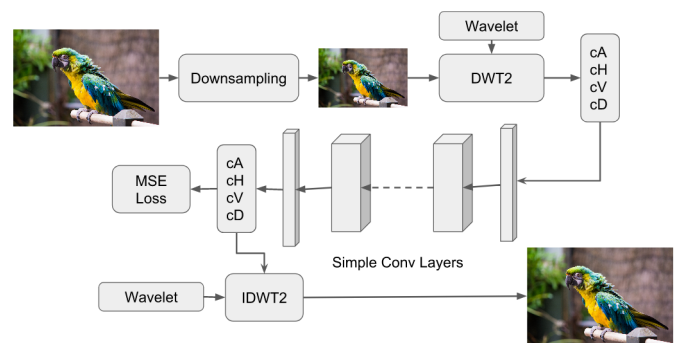 Wavelet
Downsampling
DWT2
cA
cH
cV
cD
MSE
Loss
cA
cH
cV
cD
Simple Conv Layers
Wavelet
IDWT2